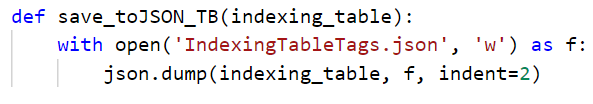 def save_toJSON_TB(indexing_table):
    with open('IndexingTableTags.json', 'w') as f:
        json.dump(indexing_table, f, indent=2)